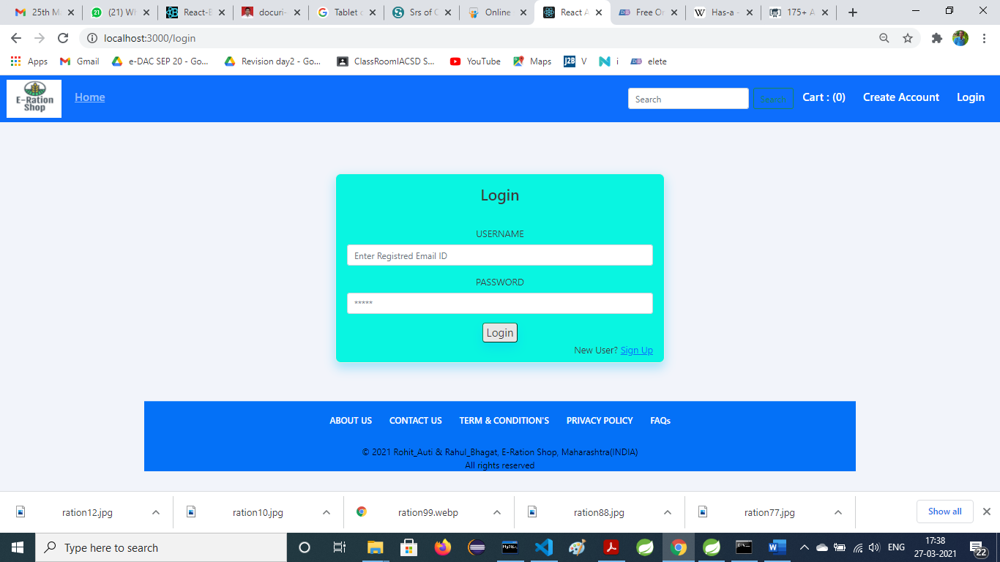 25th M
(21) Wh
React-E
docuri-
Tablet c
Srs of C
Online
React A
Free On
Has-a -
175+ A
localhost:3000/login
Apps
Gmail
e-DAC SEP 20 - Go...
Revision day2 - Go...
ClassRoomIACSD S...
YouTube
Maps
J2B V
i
elete
E-Ration
Shop
Home
Search
Search
Cart : (0)
Create Account
Login
Login
USERNAME
Enter Registred Email ID
PASSWORD
*****
Login
New User? Sign Up
ABOUT US
CONTACT US
TERM & CONDITION'S
PRIVACY POLICY
FAQs
© 2021 Rohit_Auti & Rahul_Bhagat, E-Ration Shop, Maharashtra(INDIA)
All rights reserved
ration12.jpg
ration10.jpg
ration99.webp
ration88.jpg
ration77.jpg
Show all
Type here to search
ENG
17:38
27-03-2021
22